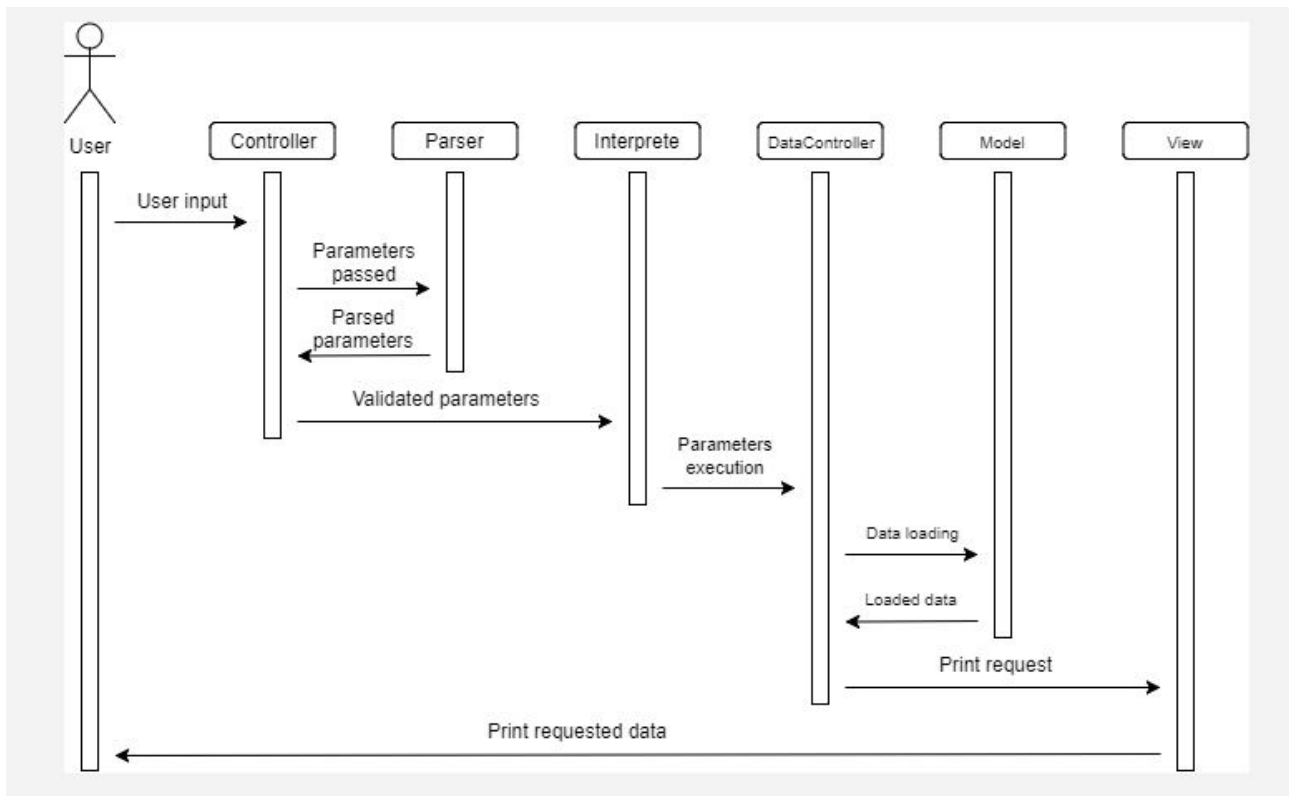 User
Controller
Parser
Interprete
DataController
Model
View
User input
Parameters
passed
Parsed
parameters
Validated parameters
Parameters
execution
Data loading
Loaded data
Print request
Print requested data